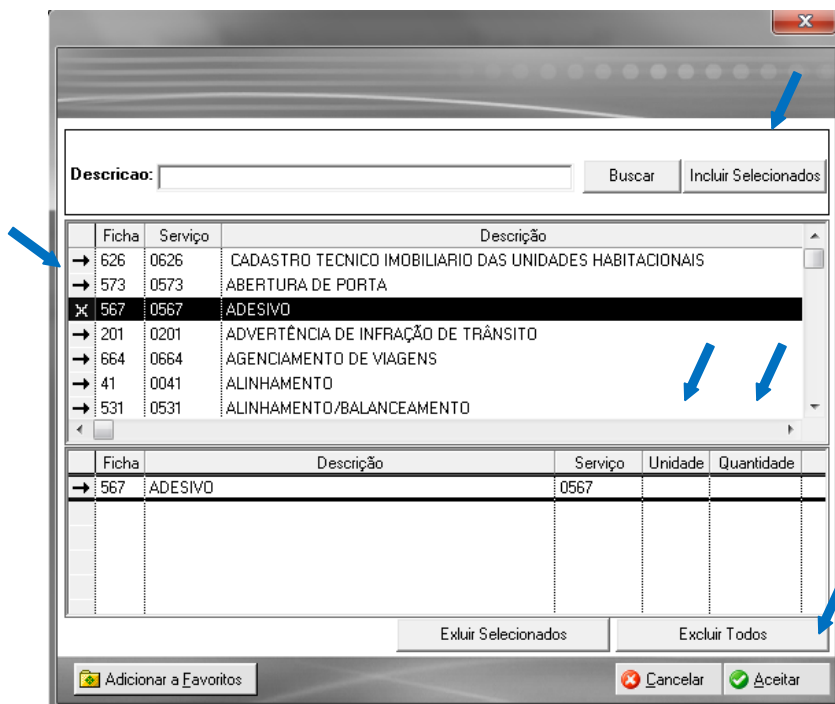 x
Descricao: Buscar Incluir Selecionados
Ficha Serviço Descrição
626 0626 CADASTRO TECNICO IMOBILIARIO DAS UNIDADES HABITACIONAIS
573 0573 ABERTURA DE PORTA
567 0567 ADESIVO
201 0201 ADVERTÊNCIA DE INFRAÇÃO DE TRÂNSITO
664 0664 AGENCIAMENTO DE VIAGENS
41 0041 ALINHAMENTO
531 0531 ALINHAMENTO/BALANCEAMENTO
Ficha Descrição Serviço Unidade Quantidade
567 ADESIVO 0567
Exluir Selecionados Excluir Todos
Adicionar a Favoritos Cancelar Aceitar